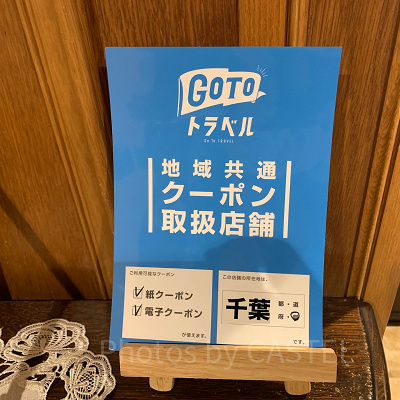 GOTO
トラベル
Go To TRAVEL
地域共通
クーポン
取扱店舗
ご利用可能なクーポン
紙クーポン
電子クーポン
が使えます。
この店舗の所在地は、
千葉
都・道
府・県
です。
Photos by CASTEL